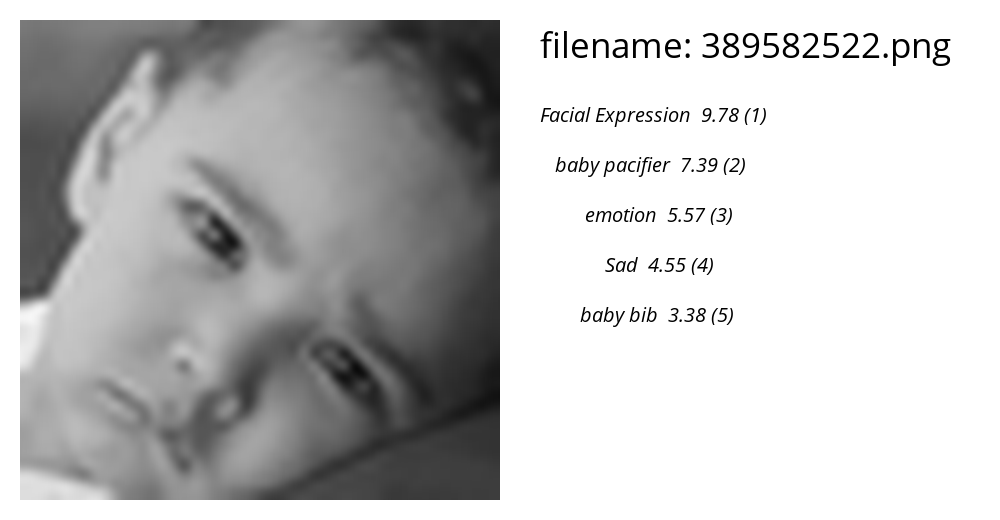 filename: 389582522.png
Facial Expression 9.78 (1)
baby pacifier 7.39 (2)
emotion 5.57 (3)
Sad 4.55 (4)
baby bib 3.38 (5)